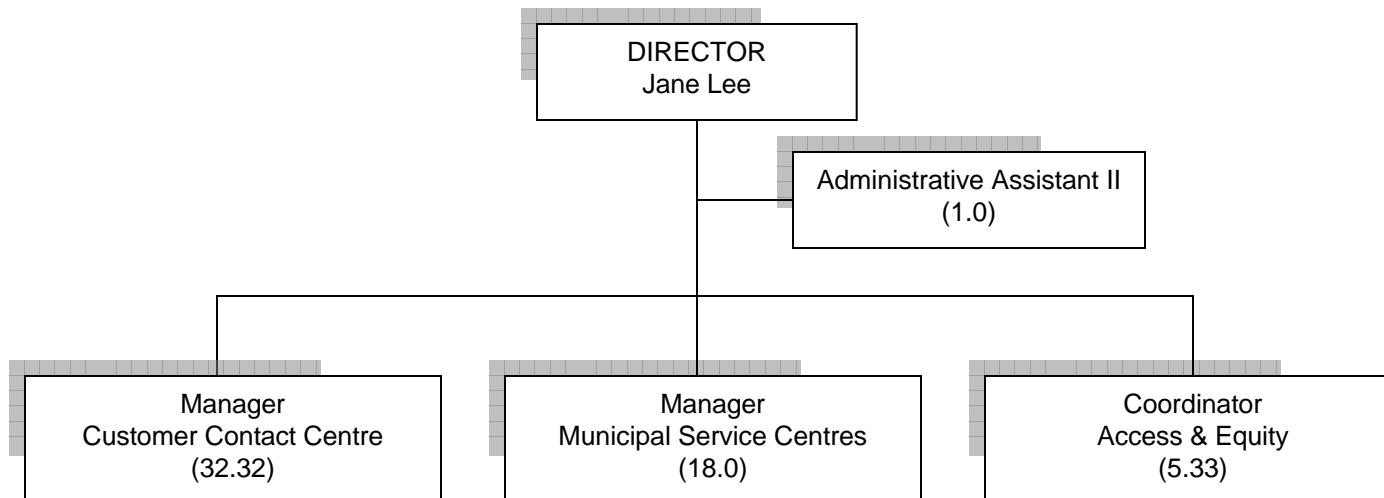 DIRECTOR
Jane Lee
Administrative Assistant II
(1.0)
Manager
Customer Contact Centre
(32.32)
Manager
Municipal Service Centres
(18.0)
Coordinator
Access & Equity
(5.33)